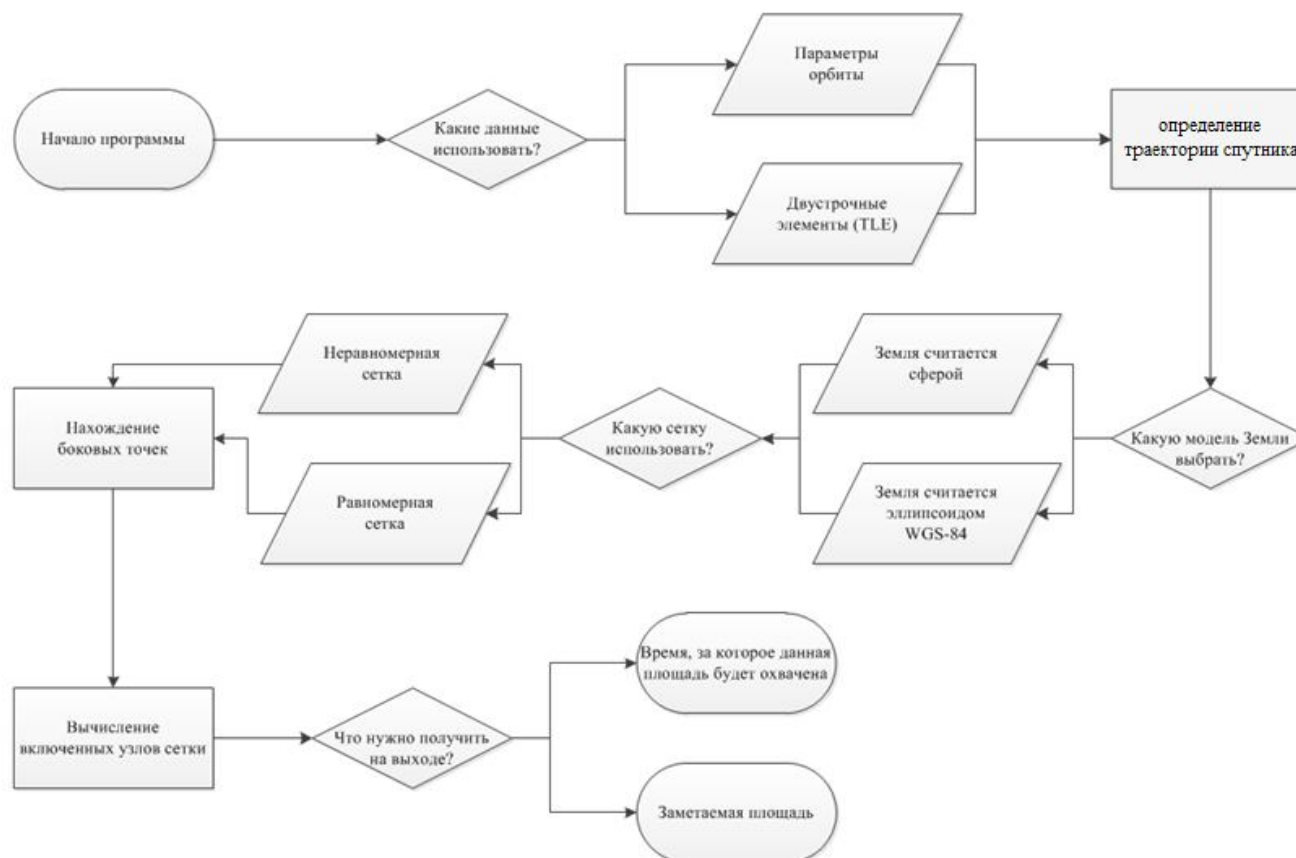 Начало программы
Какие данные
использовать?
Параметры
орбиты
Двустрочные
элементы (TLE)
определение
траектории спутника
Какую модель Земли
выбрать?
Земля считается
сферой
Земля считается
эллипсоидом
WGS-84
Какую сетку
использовать?
Неравномерная
сетка
Равномерная
сетка
Нахождение
боковых точек
Вычисление
включенных узлов сетки
Что нужно получить
на выходе?
Время, за которое данная
площадь будет охвачена
Заметаемая площадь